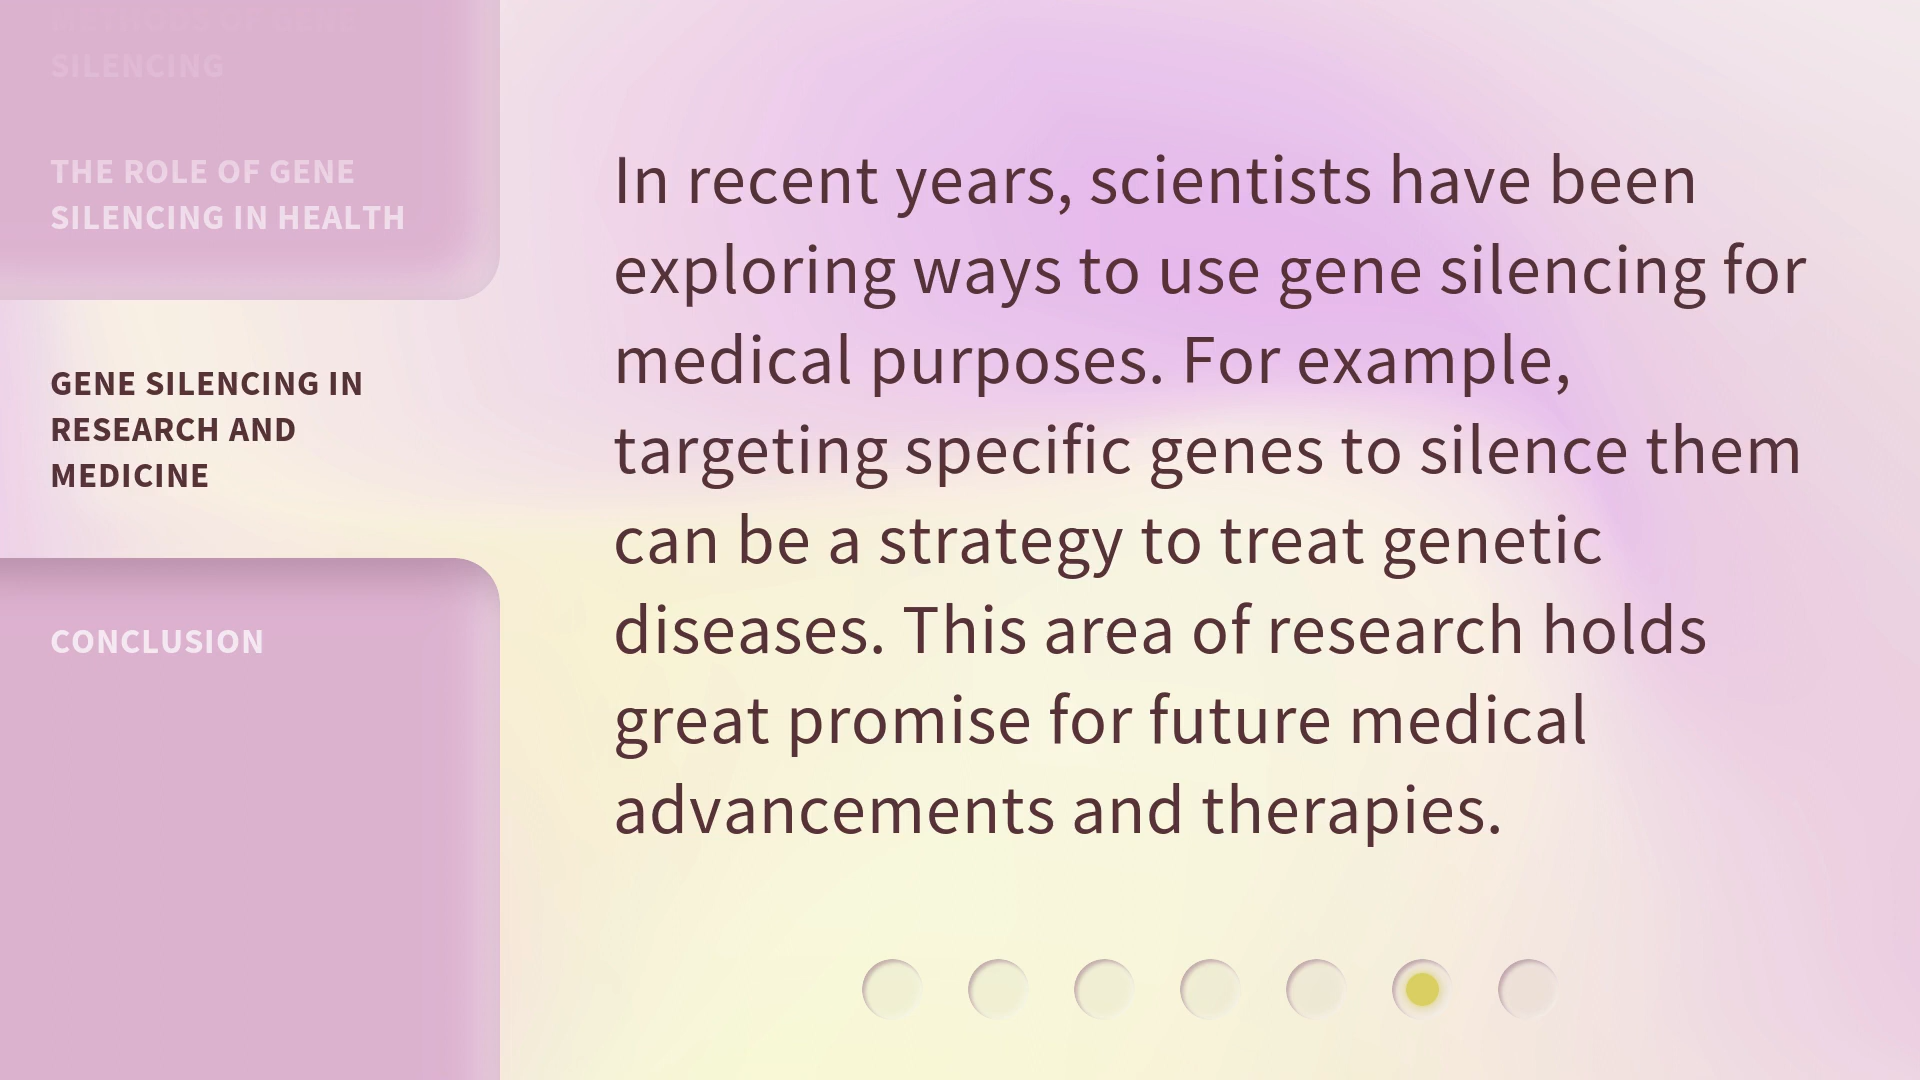 METHODS OF GENE
SILENCING
THE ROLE OF GENE
SILENCING IN HEALTH
GENE SILENCING IN
RESEARCH AND
MEDICINE
CONCLUSION
In recent years, scientists have been
exploring ways to use gene silencing for
medical purposes. For example,
targeting specific genes to silence them
can be a strategy to treat genetic
diseases. This area of research holds
great promise for future medical
advancements and therapies.